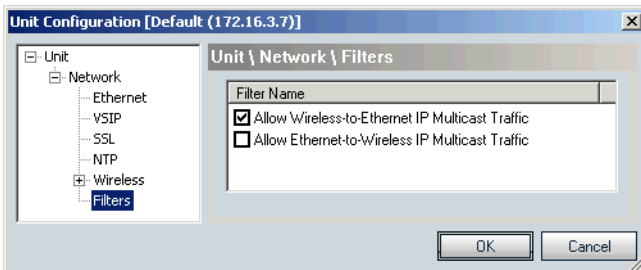 Unit Configuration [Default (172.16.3.7)]
Unit
Network
Ethernet
VSIP
SSL
NTP
Wireless
Filters
Unit \ Network \ Filters
Filter Name
Allow Wireless-to-Ethernet IP Multicast Traffic
Allow Ethernet-to-Wireless IP Multicast Traffic
OK
Cancel